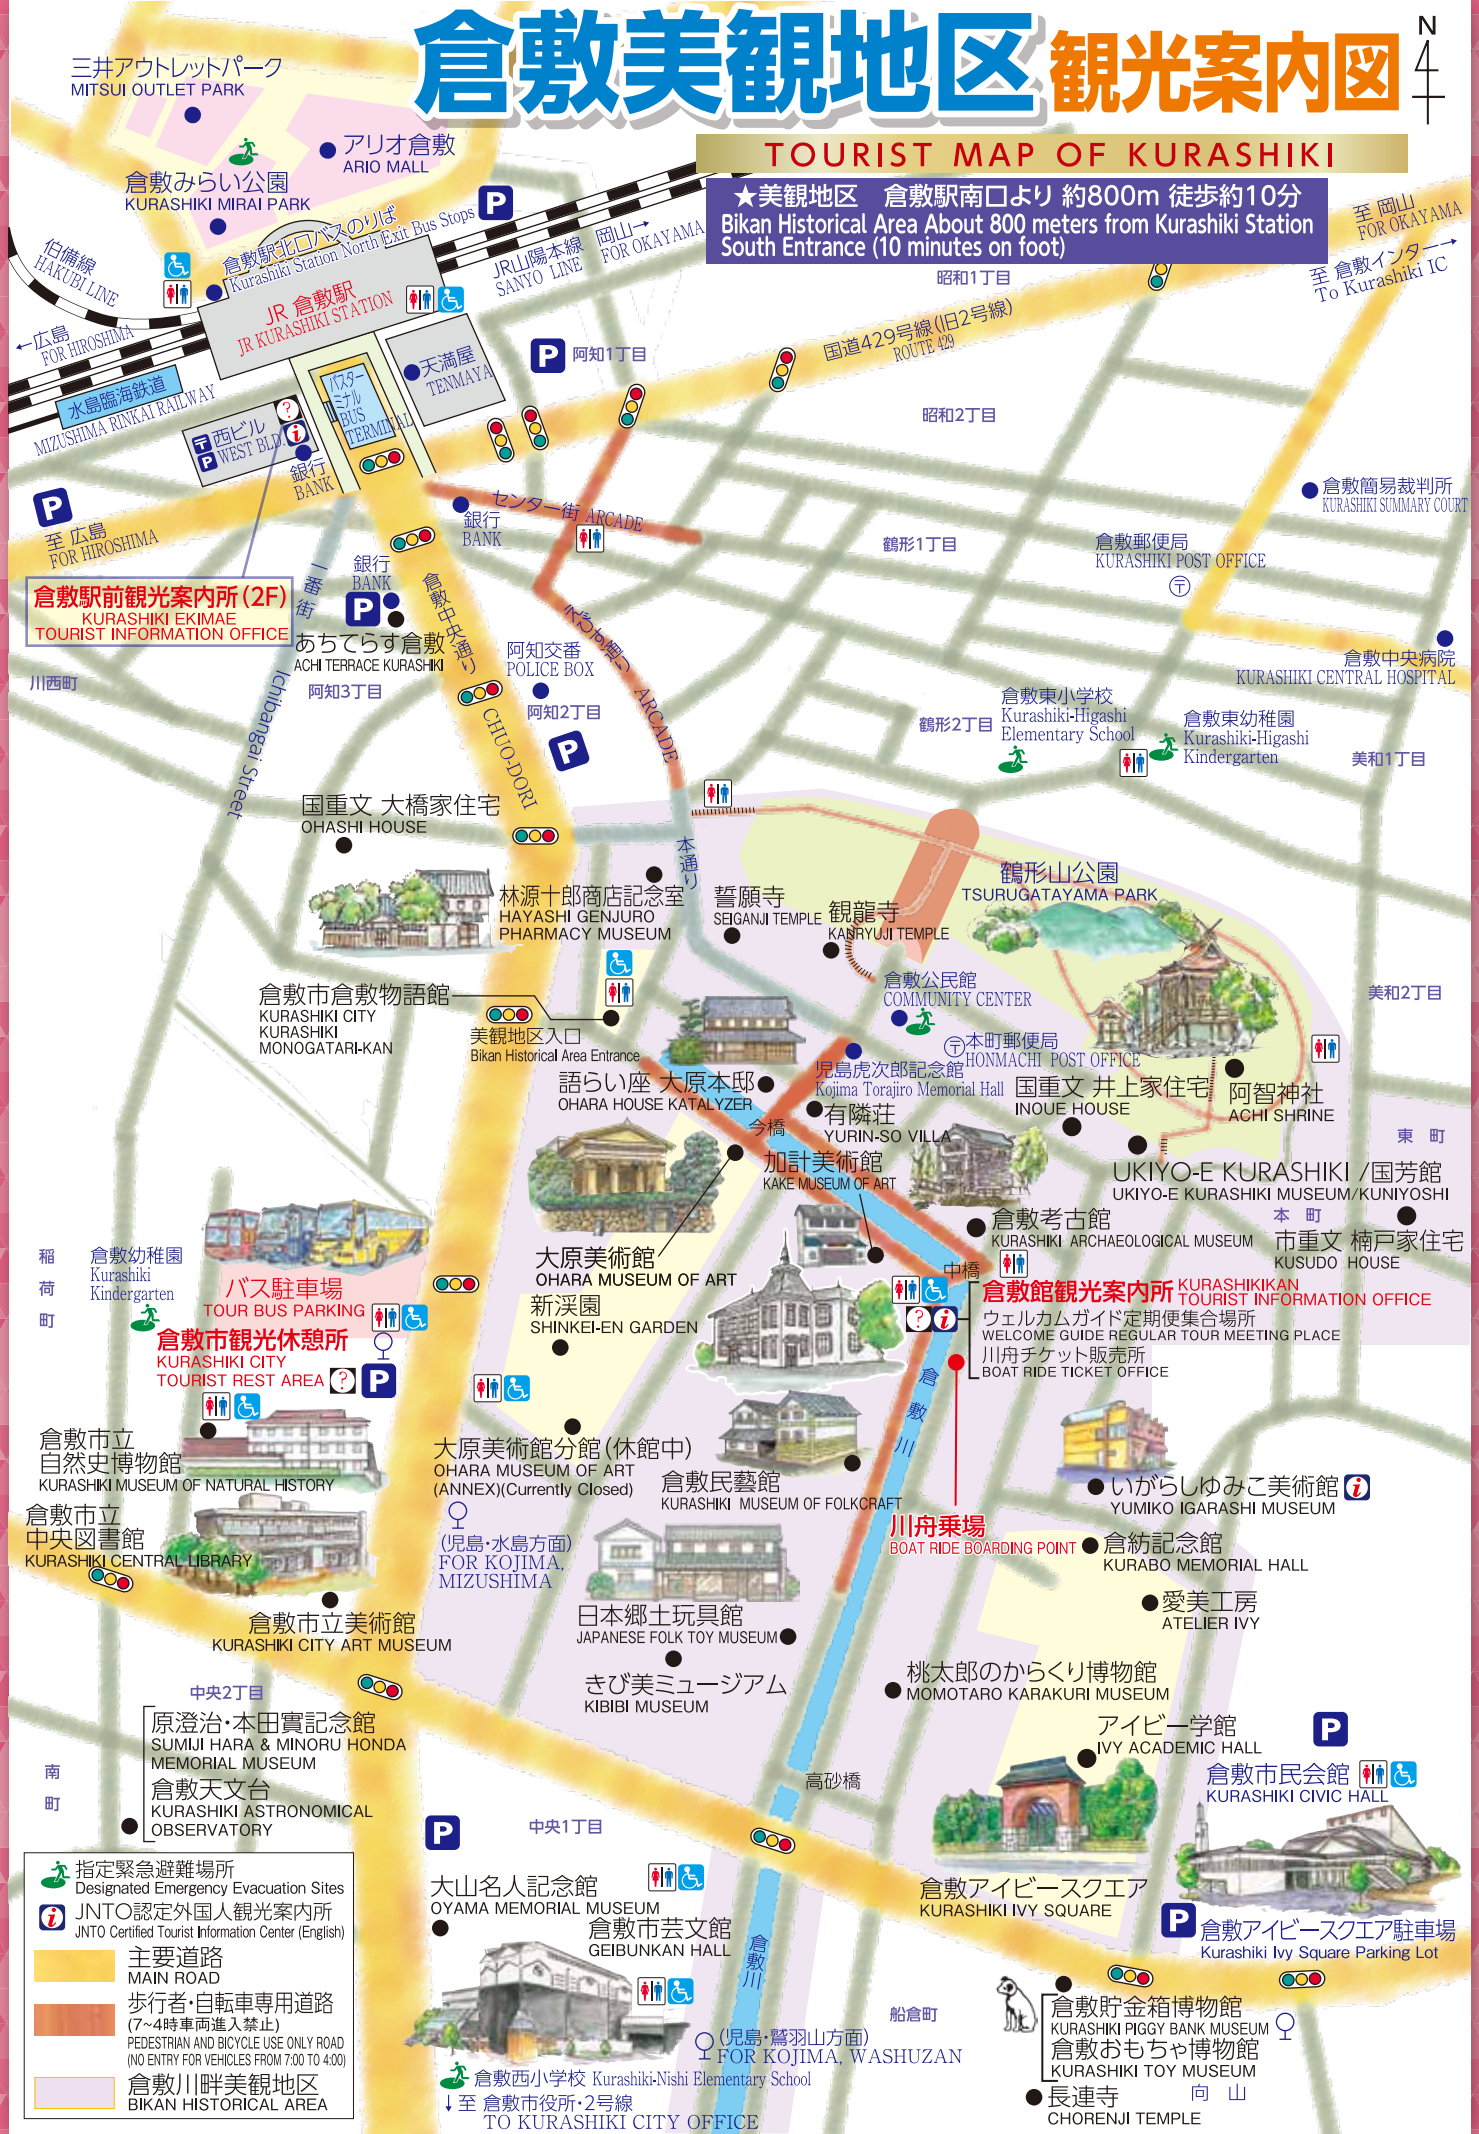 倉敷美観地区 観光案内図
N
TOURIST MAP OF KURASHIKI
★美観地区 倉敷駅南口より 約800m 徒歩約10分
Bikan Historical Area About 800 meters from Kurashiki Station
South Entrance (10 minutes on foot)
三井アウトレットパーク
MITSUI OUTLET PARK
アリオ倉敷
ARIO MALL
倉敷みらい公園
KURASHIKI MIRAI PARK
P
倉敷駅北口バスのりば
Kurashiki Station North Exit Bus Stops
伯備線
HAKUBI LINE
JR山陽本線
SANYO LINE
岡山→
FOR OKAYAMA
至 岡山
FOR OKAYAMA
至 倉敷インター→
To Kurashiki IC
昭和1丁目
JR 倉敷駅
JR KURASHIKI STATION
←広島
FOR HIROSHIMA
水島臨海鉄道
MIZUSHIMA RINKAI RAILWAY
バスターミナル
BUS
TERMINAL
天満屋
TENMAYA
P
阿知1丁目
国道429号線(旧2号線)
ROUTE 429
昭和2丁目
〒西ビル
P WEST BLD.
?
i
銀行
BANK
P
至 広島
FOR HIROSHIMA
銀行
BANK
センター街 ARCADE
鶴形1丁目
倉敷簡易裁判所
KURASHIKI SUMMARY COURT
倉敷郵便局
KURASHIKI POST OFFICE
〒
倉敷駅前観光案内所(2F)
KURASHIKI EKIMAE
TOURIST INFORMATION OFFICE
一番街
Ichibangai Street
銀行
BANK
P
あちてらす倉敷
ACHI TERRACE KURASHIKI
倉敷中央通り
CHUO-DORI
えびす通り
ARCADE
阿知交番
POLICE BOX
川西町
阿知3丁目
阿知2丁目
P
倉敷中央病院
KURASHIKI CENTRAL HOSPITAL
鶴形2丁目
倉敷東小学校
Kurashiki-Higashi
Elementary School
倉敷東幼稚園
Kurashiki-Higashi
Kindergarten
美和1丁目
国重文 大橋家住宅
OHASHI HOUSE
本通り
林源十郎商店記念室
HAYASHI GENJURO
PHARMACY MUSEUM
誓願寺
SEIGANJI TEMPLE
観龍寺
KANRYUJI TEMPLE
鶴形山公園
TSURUGATAYAMA PARK
倉敷公民館
COMMUNITY CENTER
美和2丁目
倉敷市倉敷物語館
KURASHIKI CITY
KURASHIKI
MONOGATARI-KAN
美観地区入口
Bikan Historical Area Entrance
〒本町郵便局
HONMACHI POST OFFICE
児島虎次郎記念館
Kojima Torajiro Memorial Hall
語らい座 大原本邸
OHARA HOUSE KATALYZER
国重文 井上家住宅
INOUE HOUSE
阿智神社
ACHI SHRINE
有隣荘
YURIN-SO VILLA
今橋
加計美術館
KAKE MUSEUM OF ART
東町
UKIYO-E KURASHIKI /国芳館
UKIYO-E KURASHIKI MUSEUM/KUNIYOSHI
本町
倉敷考古館
KURASHIKI ARCHAEOLOGICAL MUSEUM
市重文 楠戸家住宅
KUSUDO HOUSE
稲荷町
倉敷幼稚園
Kurashiki
Kindergarten
バス駐車場
TOUR BUS PARKING
大原美術館
OHARA MUSEUM OF ART
新渓園
SHINKEI-EN GARDEN
中橋
倉敷館観光案内所
KURASHIKIKAN
TOURIST INFORMATION OFFICE
?
i
ウェルカムガイド定期便集合場所
WELCOME GUIDE REGULAR TOUR MEETING PLACE
川舟チケット販売所
BOAT RIDE TICKET OFFICE
倉敷市観光休憩所
KURASHIKI CITY
TOURIST REST AREA
?
P
倉敷川
倉敷市立
自然史博物館
KURASHIKI MUSEUM OF NATURAL HISTORY
大原美術館分館(休館中)
OHARA MUSEUM OF ART
(ANNEX)(Currently Closed)
倉敷民藝館
KURASHIKI MUSEUM OF FOLKCRAFT
いがらしゆみこ美術館
i
YUMIKO IGARASHI MUSEUM
倉敷市立
中央図書館
KURASHIKI CENTRAL LIBRARY
(児島・水島方面)
FOR KOJIMA,
MIZUSHIMA
川舟乗場
BOAT RIDE BOARDING POINT
倉紡記念館
KURABO MEMORIAL HALL
倉敷市立美術館
KURASHIKI CITY ART MUSEUM
日本郷土玩具館
JAPANESE FOLK TOY MUSEUM
愛美工房
ATELIER IVY
きび美ミュージアム
KIBIBI MUSEUM
桃太郎のからくり博物館
MOMOTARO KARAKURI MUSEUM
中央2丁目
原澄治・本田實記念館
SUMIJI HARA & MINORU HONDA
MEMORIAL MUSEUM
倉敷天文台
KURASHIKI ASTRONOMICAL
OBSERVATORY
南町
アイビー学館
IVY ACADEMIC HALL
P
倉敷市民会館
KURASHIKI CIVIC HALL
高砂橋
中央1丁目
P
倉敷アイビースクエア
KURASHIKI IVY SQUARE
P
倉敷アイビースクエア駐車場
Kurashiki Ivy Square Parking Lot
大山名人記念館
OYAMA MEMORIAL MUSEUM
倉敷市芸文館
GEIBUNKAN HALL
倉敷川
船倉町
(児島・鷲羽山方面)
FOR KOJIMA, WASHUZAN
倉敷西小学校 Kurashiki-Nishi Elementary School
↓至 倉敷市役所・2号線
TO KURASHIKI CITY OFFICE
倉敷貯金箱博物館
KURASHIKI PIGGY BANK MUSEUM
倉敷おもちゃ博物館
KURASHIKI TOY MUSEUM
向山
長連寺
CHORENJI TEMPLE
指定緊急避難場所
Designated Emergency Evacuation Sites
i
JNTO認定外国人観光案内所
JNTO Certified Tourist Information Center (English)
主要道路
MAIN ROAD
歩行者・自転車専用道路
(7~4時車両進入禁止)
PEDESTRIAN AND BICYCLE USE ONLY ROAD
(NO ENTRY FOR VEHICLES FROM 7:00 TO 4:00)
倉敷川畔美観地区
BIKAN HISTORICAL AREA